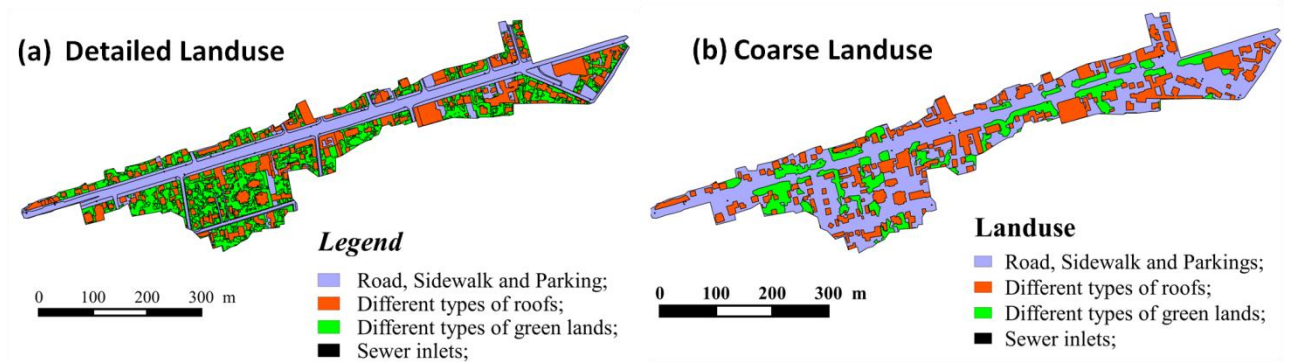 (a) Detailed Landuse
Legend
Road, Sidewalk and Parking;
Different types of roofs;
Different types of green lands;
Sewer inlets;
0 100 200 300 m
(b) Coarse Landuse
Landuse
Road, Sidewalk and Parkings;
Different types of roofs;
Different types of green lands;
Sewer inlets;
0 100 200 300 m